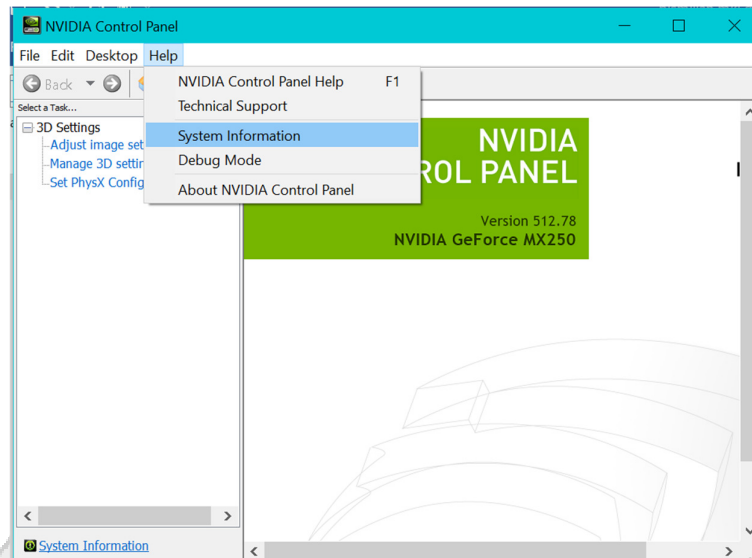 NVIDIA Control Panel
File Edit Desktop Help
Back
NVIDIA Control Panel Help F1
Technical Support
System Information
Debug Mode
About NVIDIA Control Panel
Select a Task...
3D Settings
Adjust image set
Manage 3D settin
Set PhysX Config
NVIDIA
ROL PANEL
Version 512.78
NVIDIA GeForce MX250
System Information